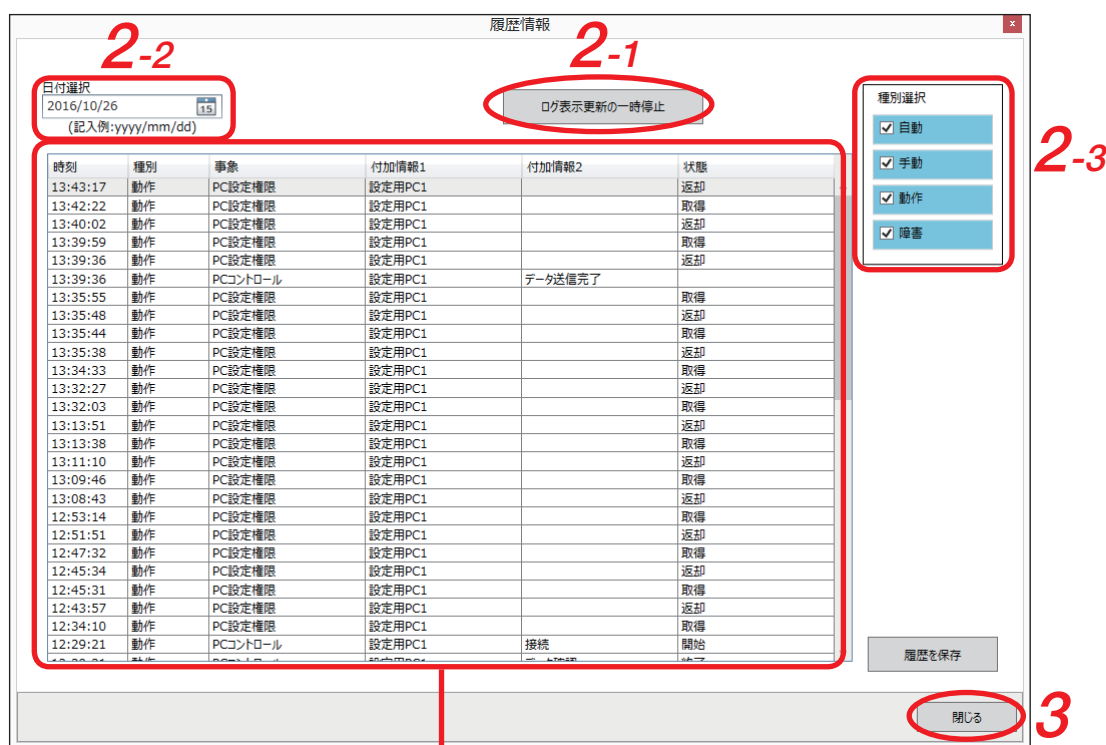 履歴情報
x
2-2
2-1
日付選択
2016/10/26
15
(記入例:yyyy/mm/dd)
ログ表示更新の一時停止
種別選択
自動
手動
動作
障害
2-3
時刻 種別 事象 付加情報1 付加情報2 状態
13:43:17 動作 PC設定権限 設定用PC1 返却
13:42:22 動作 PC設定権限 設定用PC1 取得
13:40:02 動作 PC設定権限 設定用PC1 返却
13:39:59 動作 PC設定権限 設定用PC1 取得
13:39:36 動作 PC設定権限 設定用PC1 返却
13:39:36 動作 PCコントロール 設定用PC1 データ送信完了
13:35:55 動作 PC設定権限 設定用PC1 取得
13:35:48 動作 PC設定権限 設定用PC1 返却
13:35:44 動作 PC設定権限 設定用PC1 取得
13:35:38 動作 PC設定権限 設定用PC1 返却
13:34:33 動作 PC設定権限 設定用PC1 取得
13:32:27 動作 PC設定権限 設定用PC1 返却
13:32:03 動作 PC設定権限 設定用PC1 取得
13:13:51 動作 PC設定権限 設定用PC1 返却
13:13:38 動作 PC設定権限 設定用PC1 取得
13:11:10 動作 PC設定権限 設定用PC1 返却
13:09:46 動作 PC設定権限 設定用PC1 取得
13:08:43 動作 PC設定権限 設定用PC1 返却
12:53:14 動作 PC設定権限 設定用PC1 取得
12:51:51 動作 PC設定権限 設定用PC1 返却
12:47:32 動作 PC設定権限 設定用PC1 取得
12:45:34 動作 PC設定権限 設定用PC1 返却
12:45:31 動作 PC設定権限 設定用PC1 取得
12:43:57 動作 PC設定権限 設定用PC1 返却
12:34:10 動作 PC設定権限 設定用PC1 取得
12:29:21 動作 PCコントロール 設定用PC1 接続 開始
履歴を保存
閉じる
3